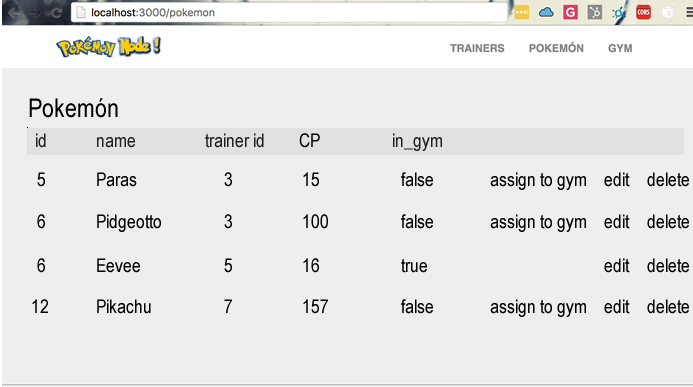 localhost:3000/pokemon
POKéMON Node !
TRAINERS POKEMÓN GYM
Pokemón
id name trainer id CP in_gym
5 Paras 3 15 false assign to gym edit delete
6 Pidgeotto 3 100 false assign to gym edit delete
6 Eevee 5 16 true edit delete
12 Pikachu 7 157 false assign to gym edit delete